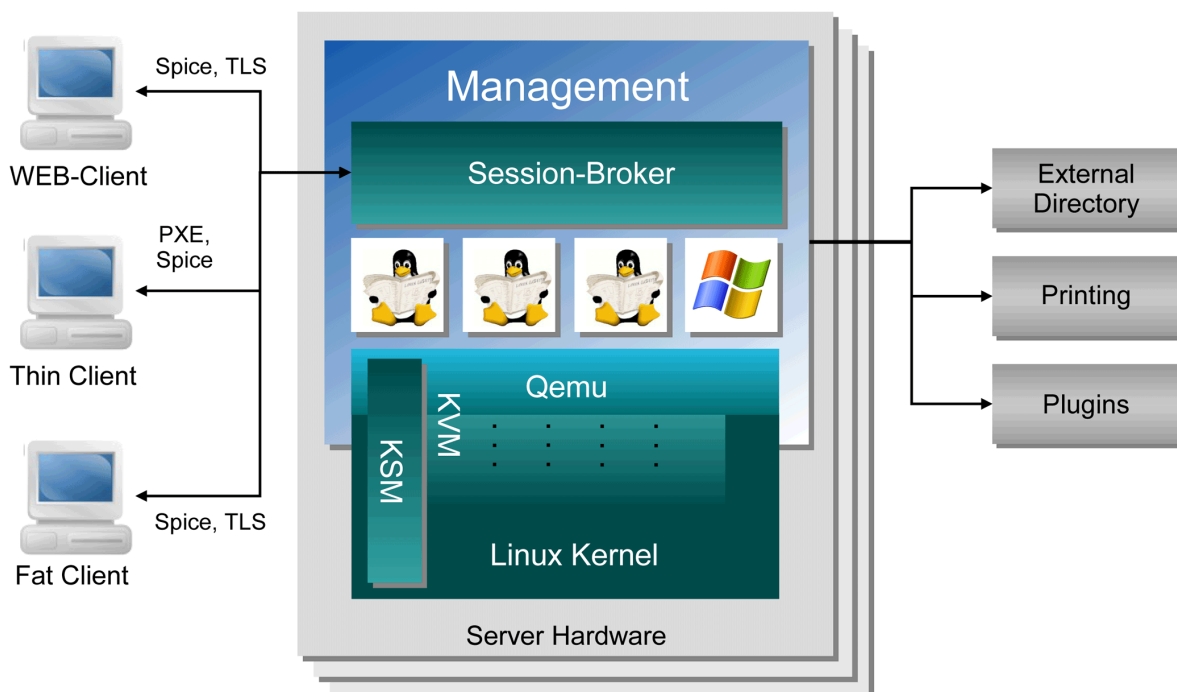 Spice, TLS
WEB-Client
PXE,
Spice
Thin Client
Spice, TLS
Fat Client
Management
Session-Broker
Qemu
KVM
KSM
Linux Kernel
Server Hardware
External
Directory
Printing
Plugins